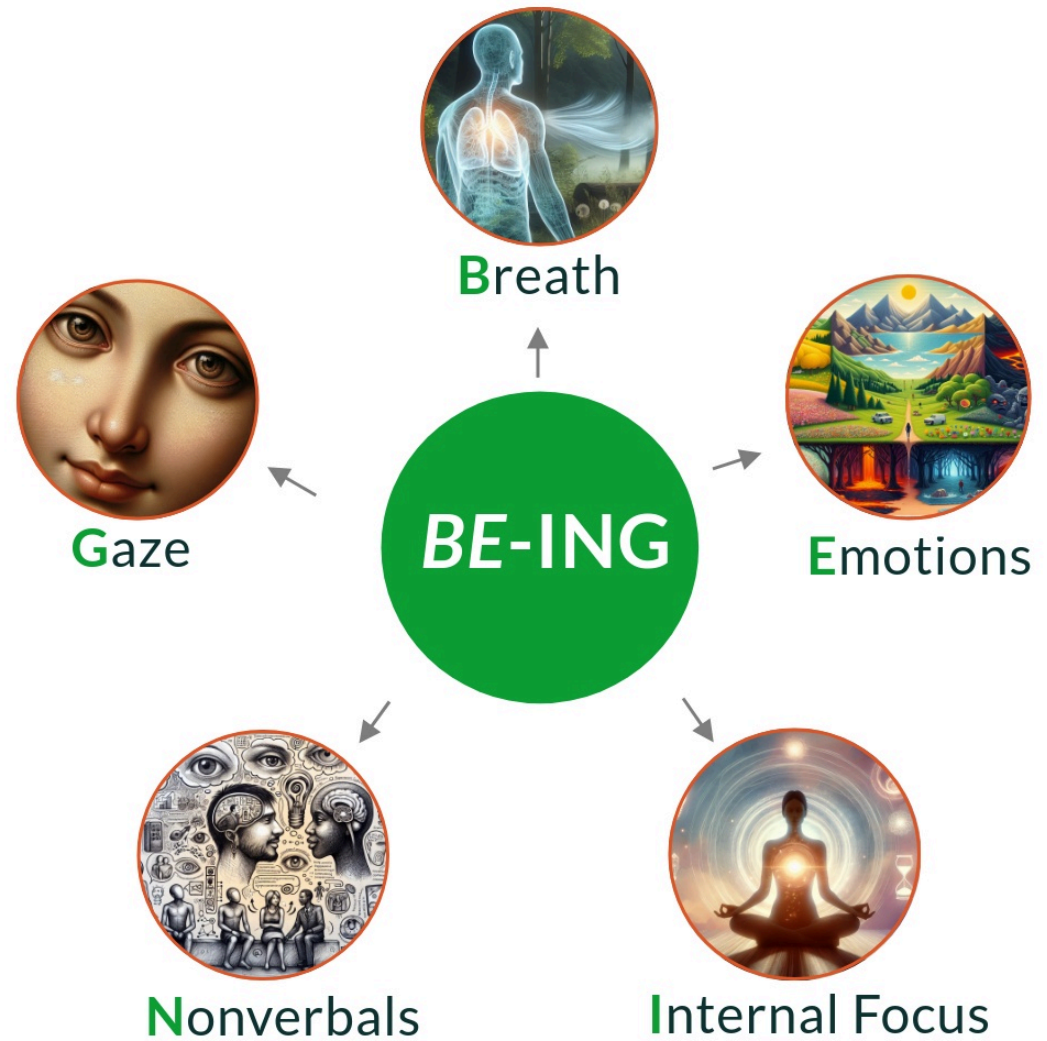 Breath
Gaze
Emotions
BE-ING
Nonverbals
Internal Focus